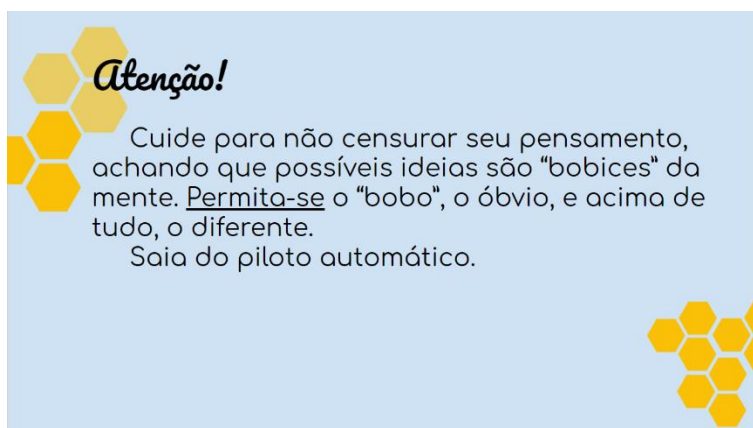 Atenção!
Cuide para não censurar seu pensamento,
achando que possíveis ideias são “bobices” da
mente. Permita-se o “bobo”, o óbvio, e acima de
tudo, o diferente.
Saia do piloto automático.